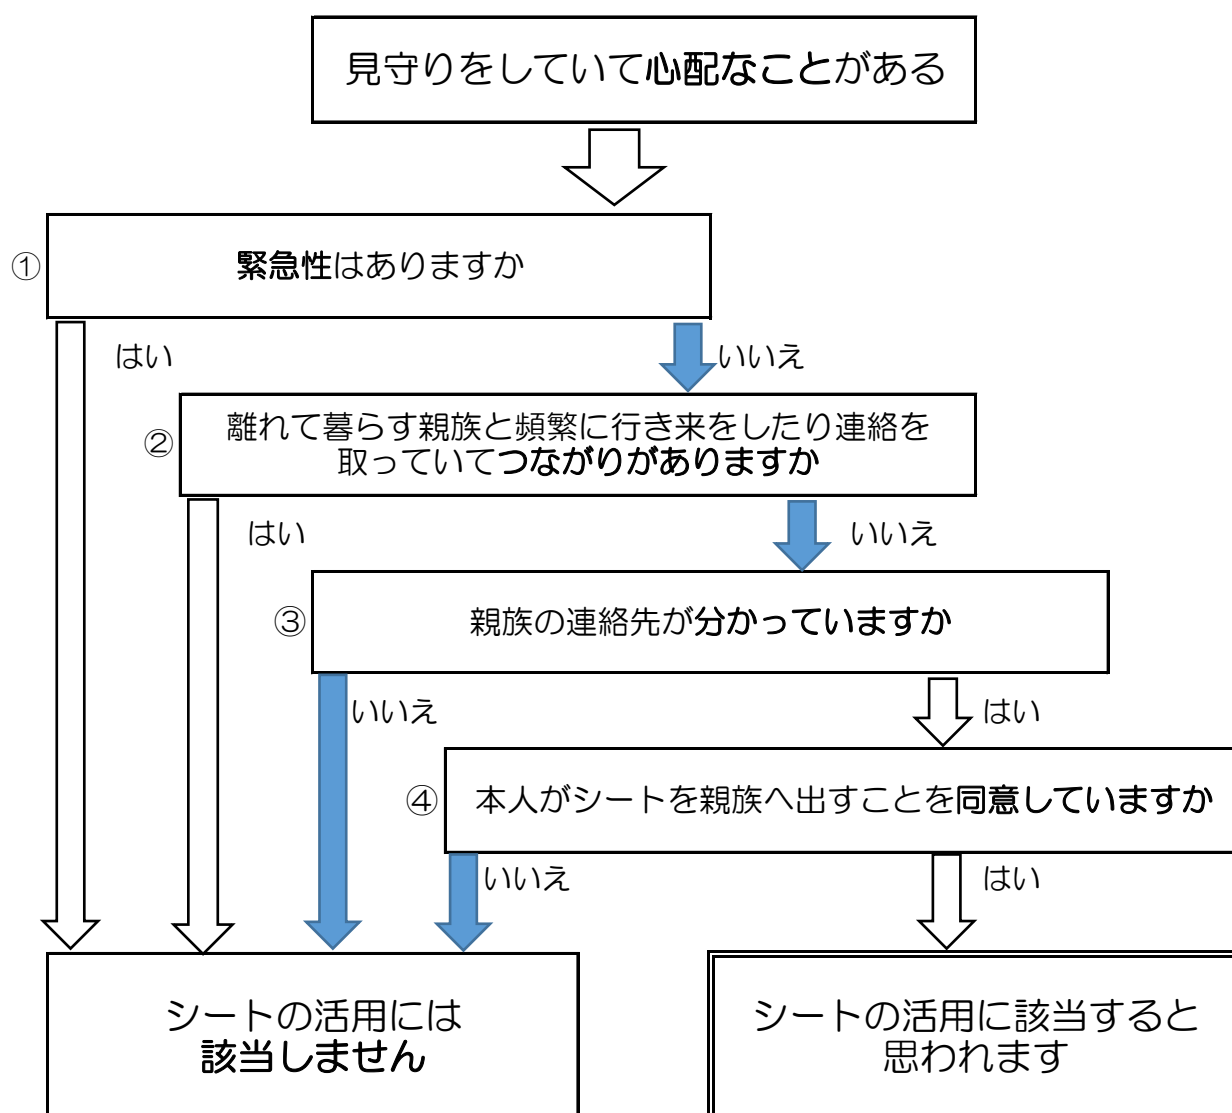 見守りをしていて心配なことがある
① 緊急性はありますか
はい
いいえ
② 離れて暮らす親族と頻繁に行き来をしたり連絡を
取っていてつながりがありますか
はい
いいえ
③ 親族の連絡先が分かっていますか
いいえ
はい
④ 本人がシートを親族へ出すことを同意していますか
いいえ
はい
シートの活用には
該当しません
シートの活用に該当すると
思われます